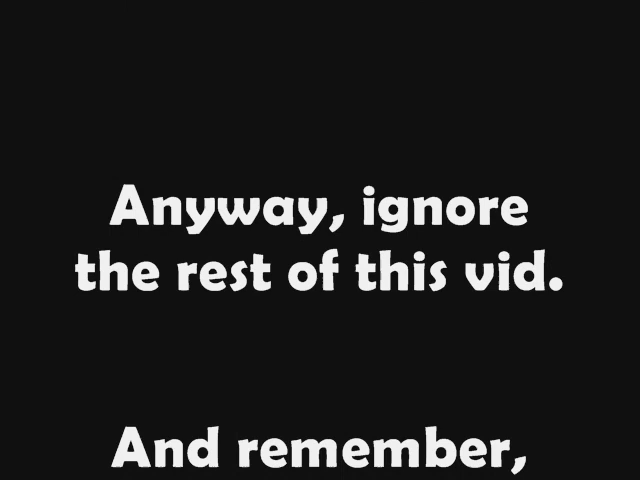 Anyway, ignore
the rest of this vid.
And remember,